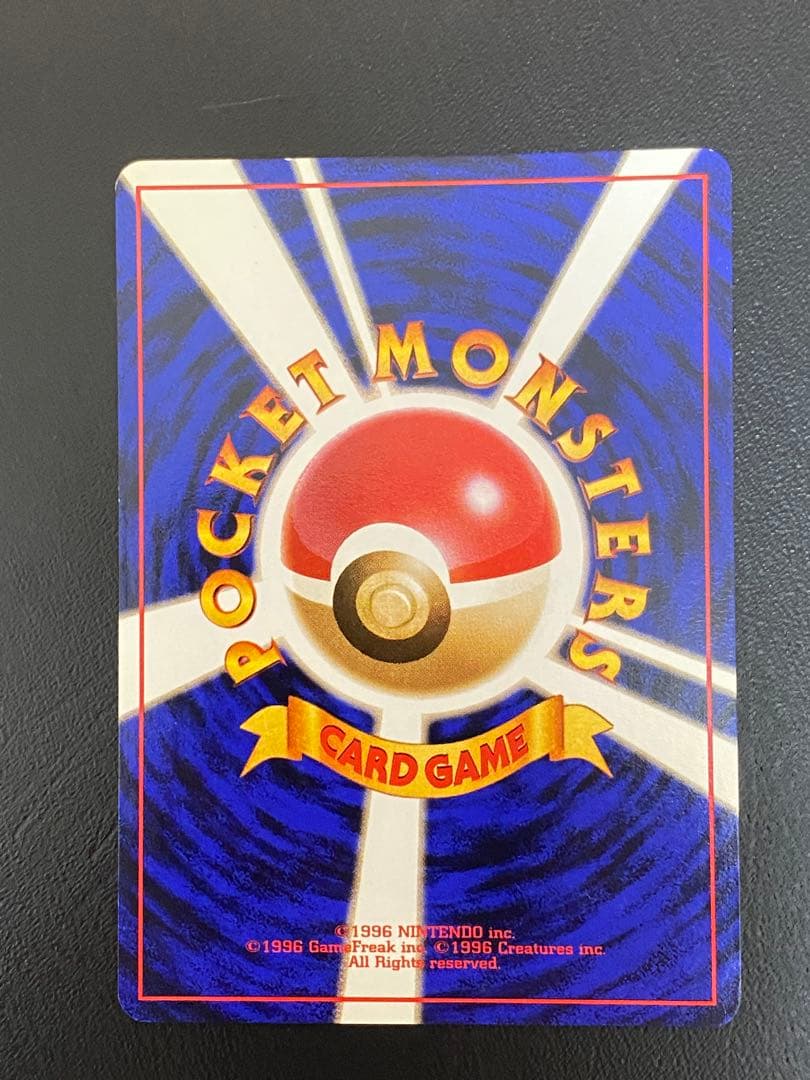 POCKET MONSTERS
CARD GAME
©1996 NINTENDO inc.
©1996 GameFreak inc. ©1996 Creatures inc.
All Rights reserved.